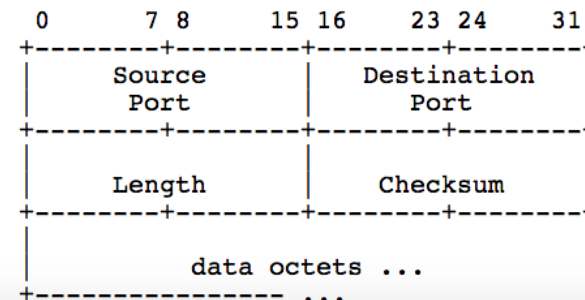 0 7 8 15 16 23 24 31
+--------+--------+--------+--------+
| Source | Destination
| Port | Port
+--------+--------+--------+--------+
| |
| Length | Checksum
+--------+--------+--------+--------+
|
| data octets ...
+---------------- ...